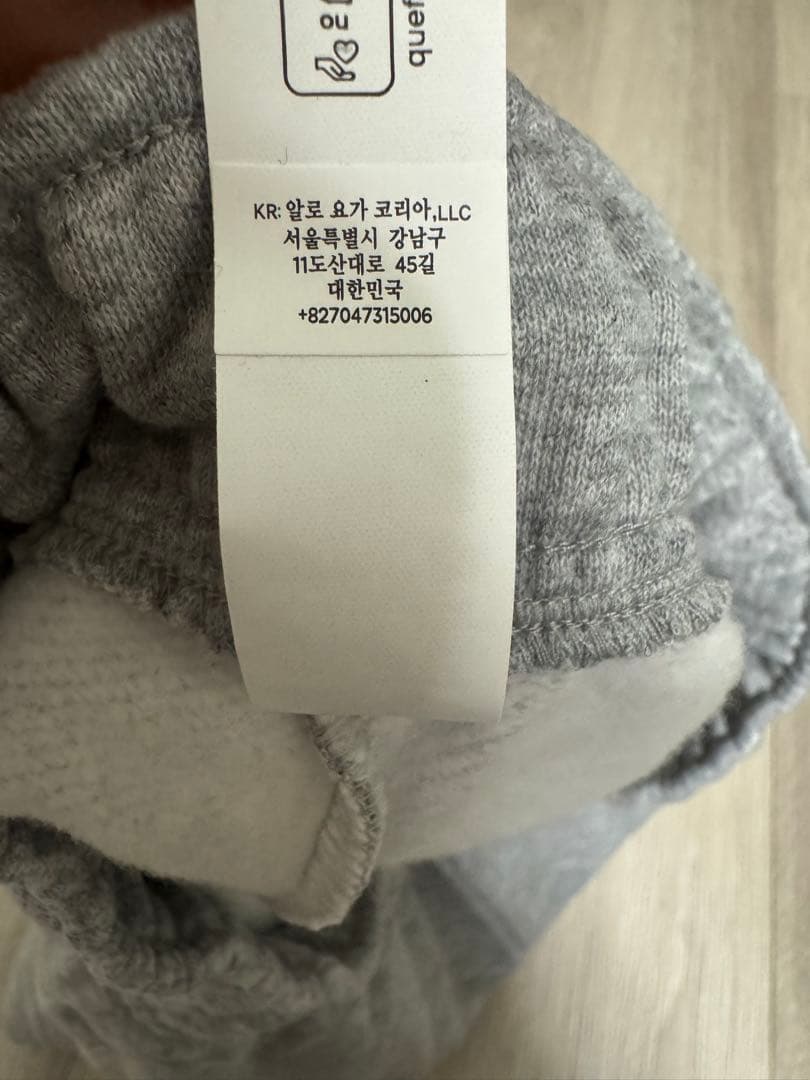 KR: 알로 요가 코리아,LLC
서울특별시 강남구
11도산대로 45길
대한민국
+827047315006